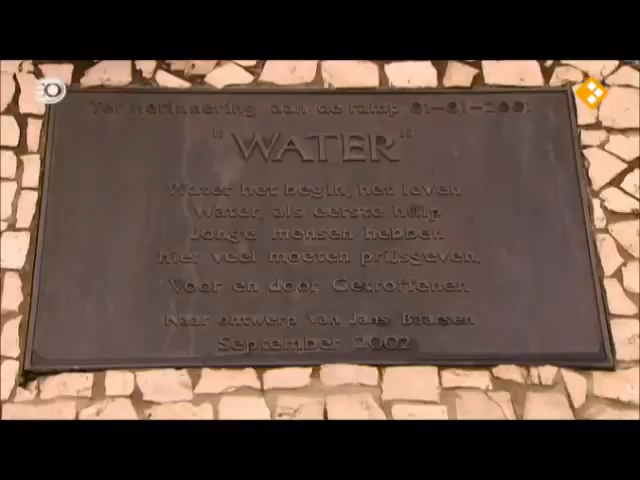 Ter herinnering aan de ramp 01-01-2001
"WATER"
Water het begin, het leven
Water, als eerste hulp
Jonge mensen hebben
hier veel moeten prijsgeven.
Voor en door Getroffenen
Naar ontwerp van Jans Baarsen
September 2002